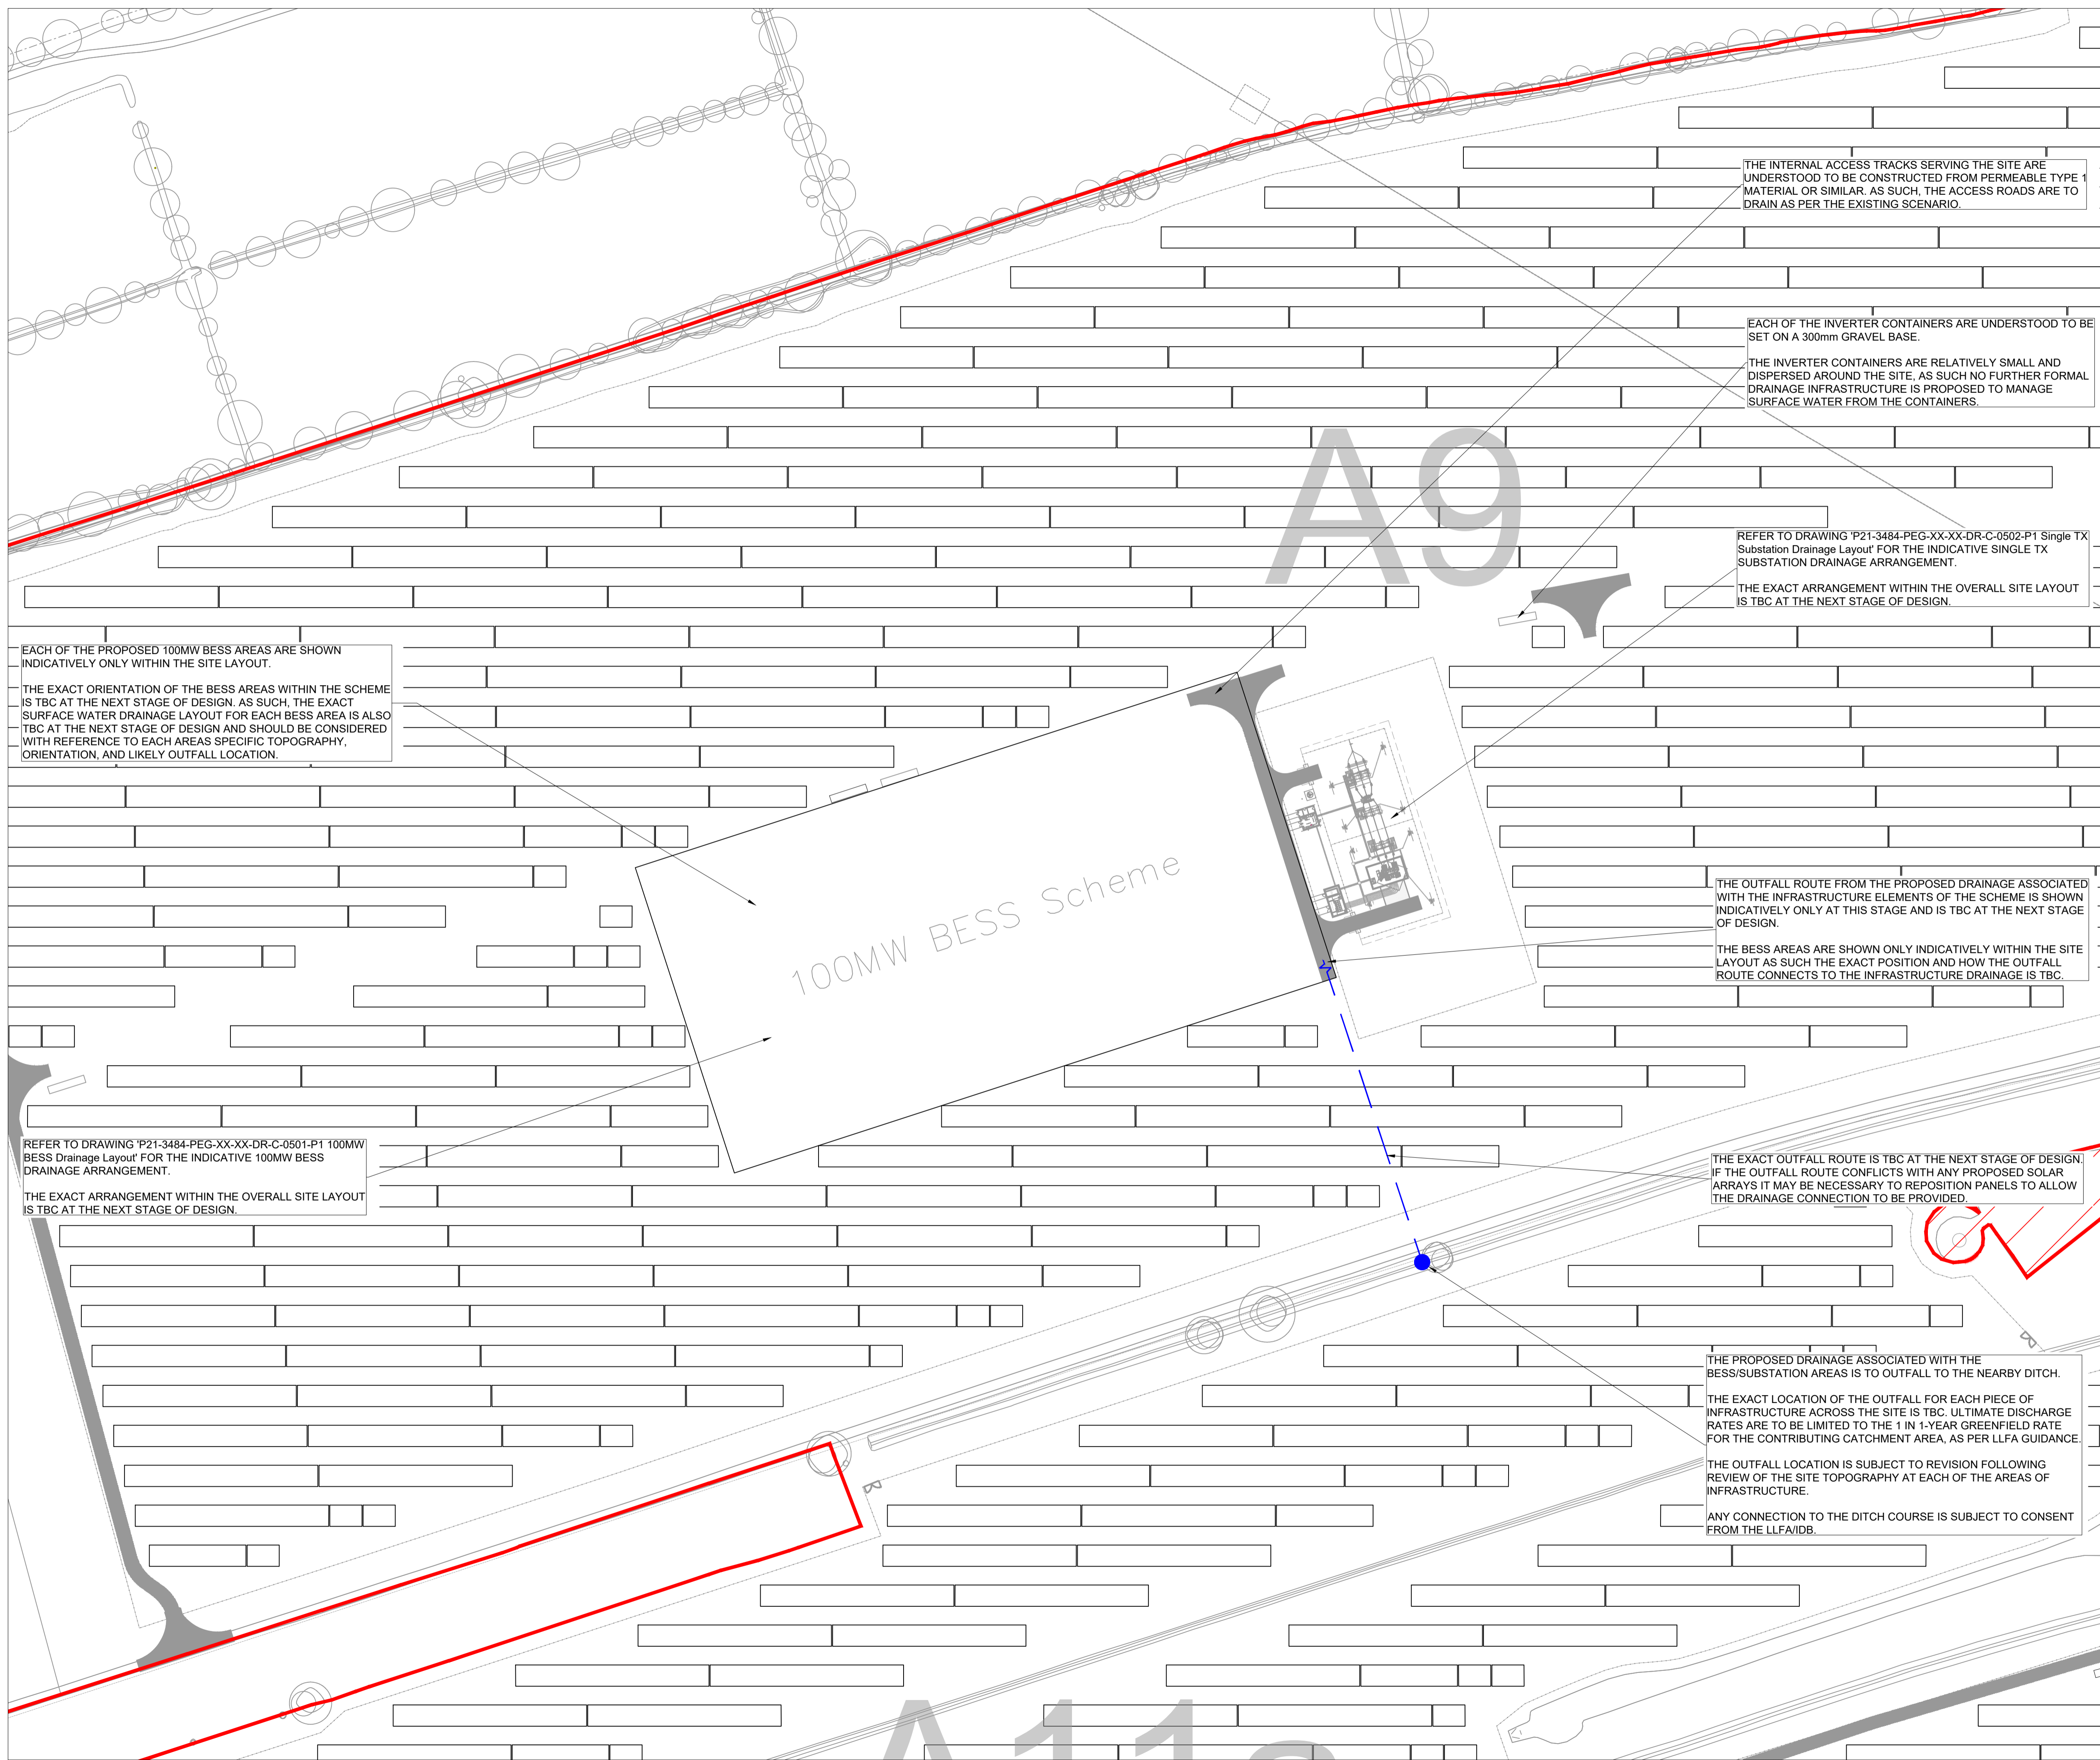 THE INTERNAL ACCESS TRACKS SERVING THE SITE ARE
UNDERSTOOD TO BE CONSTRUCTED FROM PERMEABLE TYPE 1
MATERIAL OR SIMILAR. AS SUCH, THE ACCESS ROADS ARE TO
DRAIN AS PER THE EXISTING SCENARIO.
EACH OF THE INVERTER CONTAINERS ARE UNDERSTOOD TO BE
SET ON A 300mm GRAVEL BASE.
THE INVERTER CONTAINERS ARE RELATIVELY SMALL AND
DISPERSED AROUND THE SITE, AS SUCH NO FURTHER FORMAL
DRAINAGE INFRASTRUCTURE IS PROPOSED TO MANAGE
SURFACE WATER FROM THE CONTAINERS.
A9
REFER TO DRAWING 'P21-3484-PEG-XX-XX-DR-C-0502-P1 Single TX
Substation Drainage Layout' FOR THE INDICATIVE SINGLE TX
SUBSTATION DRAINAGE ARRANGEMENT.
THE EXACT ARRANGEMENT WITHIN THE OVERALL SITE LAYOUT
IS TBC AT THE NEXT STAGE OF DESIGN.
EACH OF THE PROPOSED 100MW BESS AREAS ARE SHOWN
INDICATIVELY ONLY WITHIN THE SITE LAYOUT.
THE EXACT ORIENTATION OF THE BESS AREAS WITHIN THE SCHEME
IS TBC AT THE NEXT STAGE OF DESIGN. AS SUCH, THE EXACT
SURFACE WATER DRAINAGE LAYOUT FOR EACH BESS AREA IS ALSO
TBC AT THE NEXT STAGE OF DESIGN AND SHOULD BE CONSIDERED
WITH REFERENCE TO EACH AREAS SPECIFIC TOPOGRAPHY,
ORIENTATION, AND LIKELY OUTFALL LOCATION.
100MW BESS Scheme
THE OUTFALL ROUTE FROM THE PROPOSED DRAINAGE ASSOCIATED
WITH THE INFRASTRUCTURE ELEMENTS OF THE SCHEME IS SHOWN
INDICATIVELY ONLY AT THIS STAGE AND IS TBC AT THE NEXT STAGE
OF DESIGN.
THE BESS AREAS ARE SHOWN ONLY INDICATIVELY WITHIN THE SITE
LAYOUT AS SUCH THE EXACT POSITION AND HOW THE OUTFALL
ROUTE CONNECTS TO THE INFRASTRUCTURE DRAINAGE IS TBC.
REFER TO DRAWING 'P21-3484-PEG-XX-XX-DR-C-0501-P1 100MW
BESS Drainage Layout' FOR THE INDICATIVE 100MW BESS
DRAINAGE ARRANGEMENT.
THE EXACT ARRANGEMENT WITHIN THE OVERALL SITE LAYOUT
IS TBC AT THE NEXT STAGE OF DESIGN.
THE EXACT OUTFALL ROUTE IS TBC AT THE NEXT STAGE OF DESIGN.
IF THE OUTFALL ROUTE CONFLICTS WITH ANY PROPOSED SOLAR
ARRAYS IT MAY BE NECESSARY TO REPOSITION PANELS TO ALLOW
THE DRAINAGE CONNECTION TO BE PROVIDED.
THE PROPOSED DRAINAGE ASSOCIATED WITH THE
BESS/SUBSTATION AREAS IS TO OUTFALL TO THE NEARBY DITCH.
THE EXACT LOCATION OF THE OUTFALL FOR EACH PIECE OF
INFRASTRUCTURE ACROSS THE SITE IS TBC. ULTIMATE DISCHARGE
RATES ARE TO BE LIMITED TO THE 1 IN 1-YEAR GREENFIELD RATE
FOR THE CONTRIBUTING CATCHMENT AREA, AS PER LLFA GUIDANCE.
THE OUTFALL LOCATION IS SUBJECT TO REVISION FOLLOWING
REVIEW OF THE SITE TOPOGRAPHY AT EACH OF THE AREAS OF
INFRASTRUCTURE.
ANY CONNECTION TO THE DITCH COURSE IS SUBJECT TO CONSENT
FROM THE LLFA/IDB.